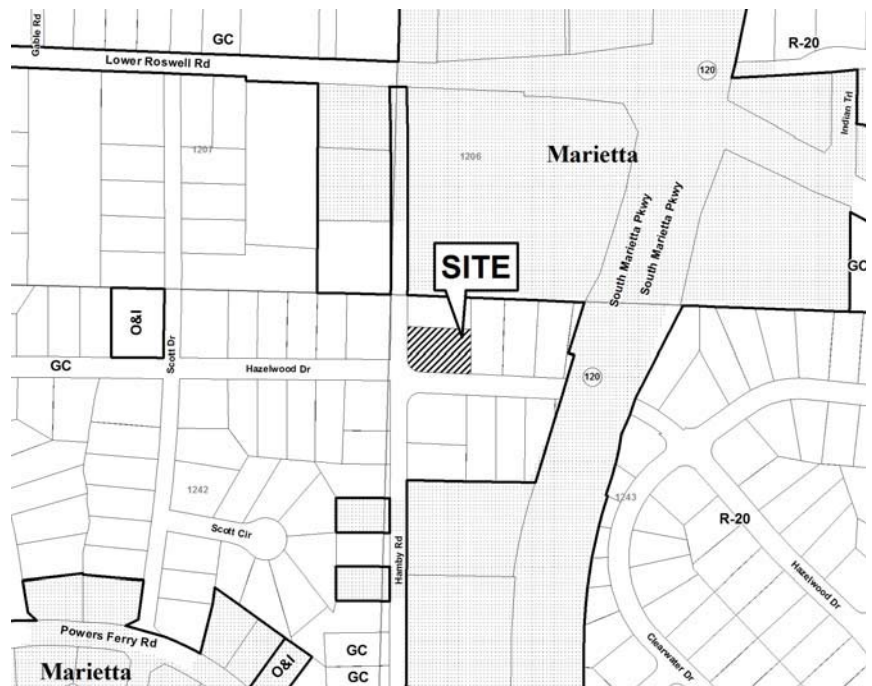 Gable Rd
GC
R-20
Lower Roswell Rd
120
Indian Trl
1207
1206
Marietta
South Marietta Pkwy
South Marietta Pkwy
SITE
GC
O&I
Scott Dr
GC
Hazelwood Dr
120
1242
1243
R-20
Scott Cir
Hamby Rd
Hazelwood Dr
Powers Ferry Rd
Clearwater Dr
O&I
GC
Marietta
GC